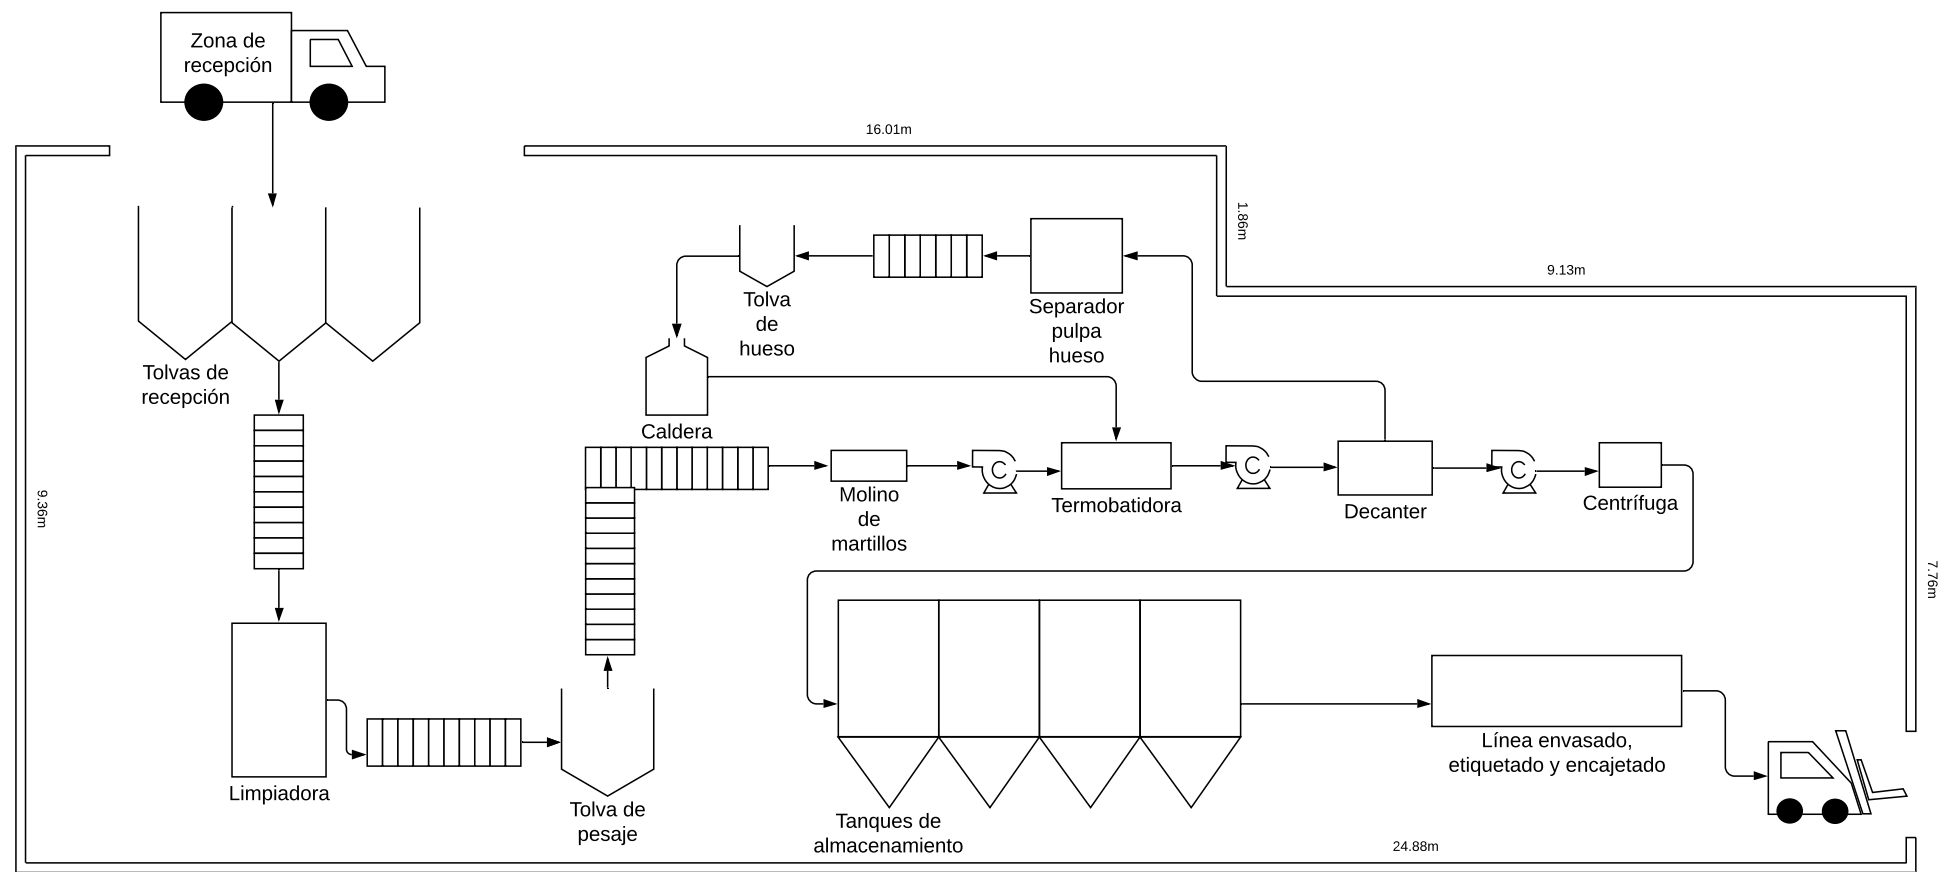 Zona de
recepción
16.01m
1.86m
9.13m
Tolva
de
hueso
Separador
pulpa
hueso
Tolvas de
recepción
Caldera
9.36m
Molino
de
martillos
C
Termobatidora
C
Decanter
C
Centrífuga
7.76m
Limpiadora
Tolva de
pesaje
Tanques de
almacenamiento
Línea envasado,
etiquetado y encajetado
24.88m